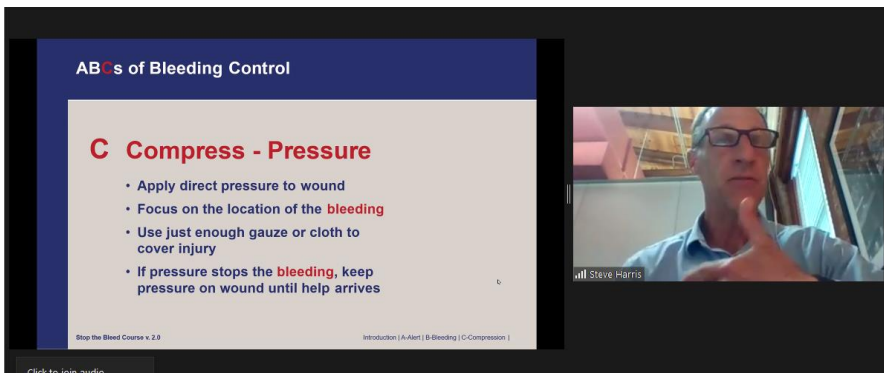 ABCs of Bleeding Control
C Compress - Pressure
• Apply direct pressure to wound
• Focus on the location of the bleeding
• Use just enough gauze or cloth to
cover injury
• If pressure stops the bleeding, keep
pressure on wound until help arrives
Stop the Bleed Course v. 2.0
Introduction | A-Alert | B-Bleeding | C-Compression |
Steve Harris
Click to join audio